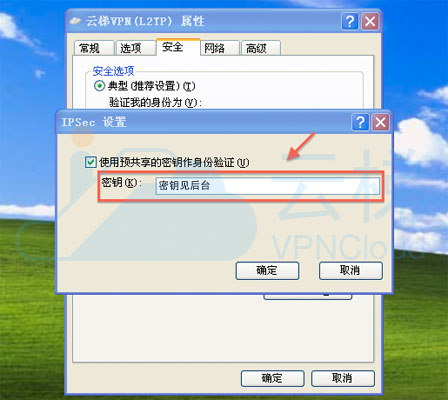 云梯VPN(L2TP) 属性
常规 选项 安全 网络 高级
安全选项
典型(推荐设置)(T)
验证我的身份为(V):
IPSec 设置
使用预共享的密钥作身份验证(U)
密钥(K): 密钥见后台
云梯
VPNCloud
确定 取消
确定 取消